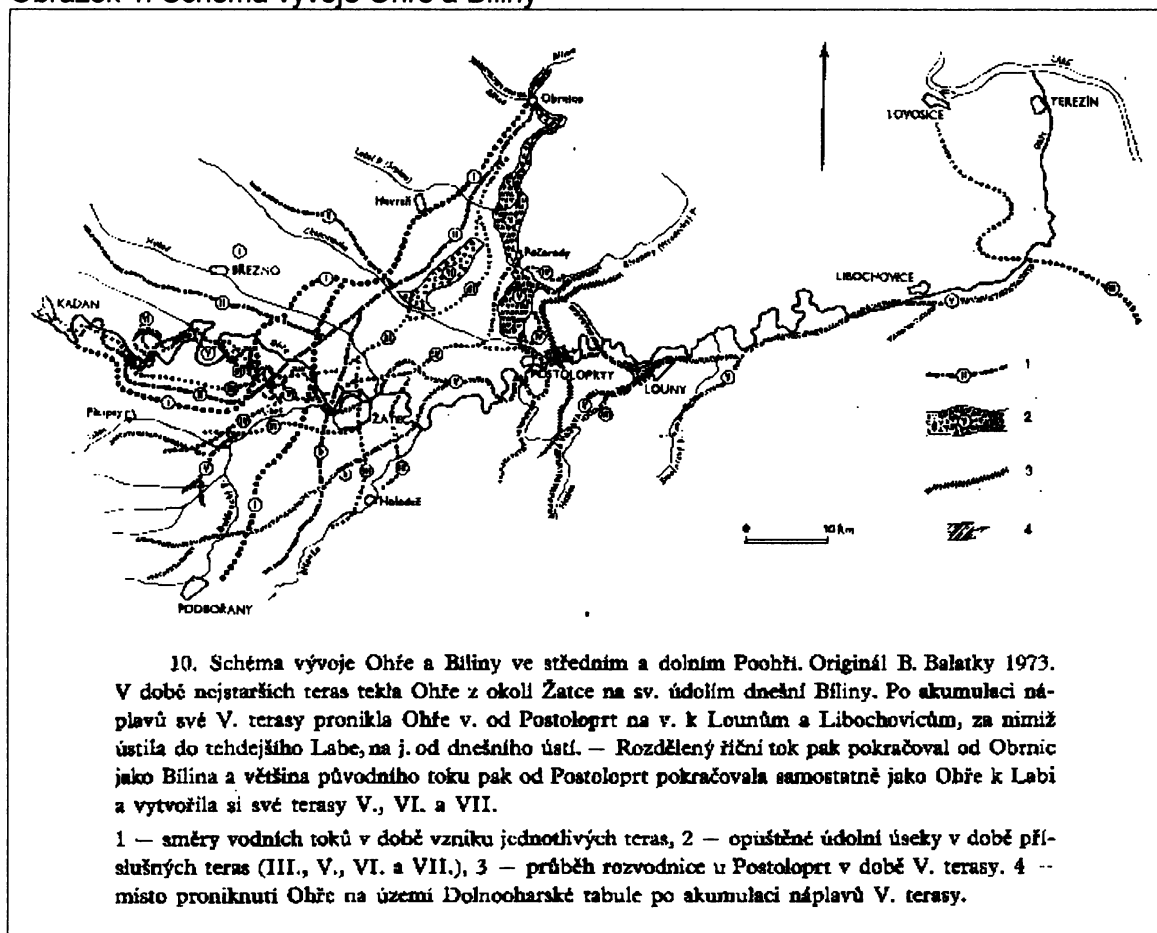 Obrázek 1: Schéma vývoje Ohře a Bíliny
Obrnice
LOVOSICE
TEREZÍN
LABE
Havraň
Počerady
BŘEZNO
KADAŇ
LIBOCHOVICE
POSTOLOPRTY
LOUNY
ŽATEC
Holedeč
PODBOŘANY
10 km
1
2
3
4
10. Schéma vývoje Ohře a Bíliny ve středním a dolním Poohří. Originál B. Balatky 1973.
V době nejstarších teras tekla Ohře z okolí Žatce na sv. údolím dnešní Bíliny. Po akumulaci ná-
plavů své V. terasy pronikla Ohře v. od Postoloprt na v. k Lounům a Libochovicům, za nimiž
ústila do tehdejšího Labe, na j. od dnešního ústí. — Rozdělený říční tok pak pokračoval od Obrnic
jako Bílina a většina původního toku pak od Postoloprt pokračovala samostatně jako Ohře k Labi
a vytvořila si své terasy V., VI. a VII.
1 — směry vodních toků v době vzniku jednotlivých teras, 2 — opuštěné údolní úseky v době pří-
slušných teras (III., V., VI. a VII.), 3 — průběh rozvodnice u Postoloprt v době V. terasy. 4 —
místo proniknutí Ohře na území Dolnooharské tabule po akumulaci náplavů V. terasy.